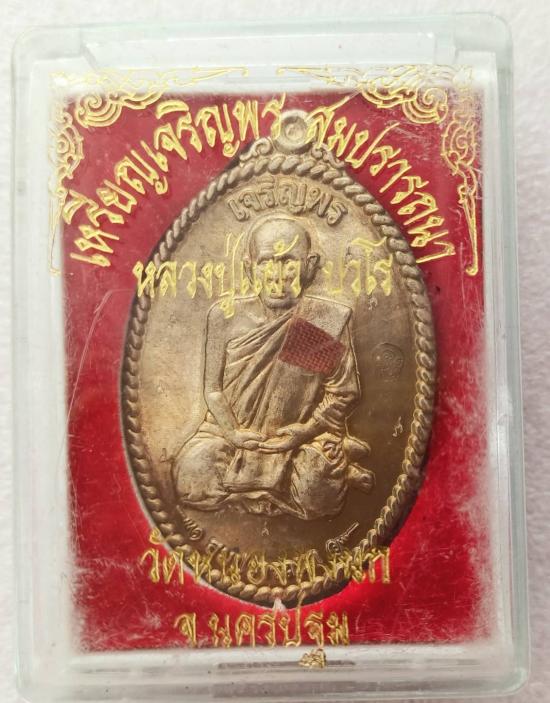 เหรียญเจริญพร สมปรารถนา
เจริญพร
หลวงปู่แผ้ว ปวโร
วัดหนองพงนก
จ.นครปฐม